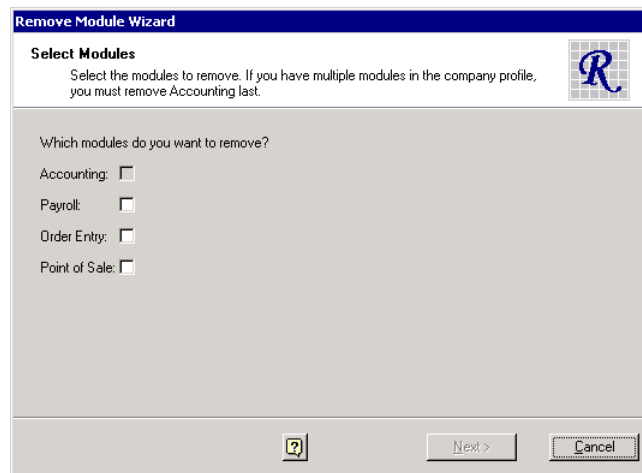 Remove Module Wizard
Select Modules
Select the modules to remove. If you have multiple modules in the company profile,
you must remove Accounting last.
R
Which modules do you want to remove?
Accounting:
Payroll:
Order Entry:
Point of Sale:
?
Next >
Cancel